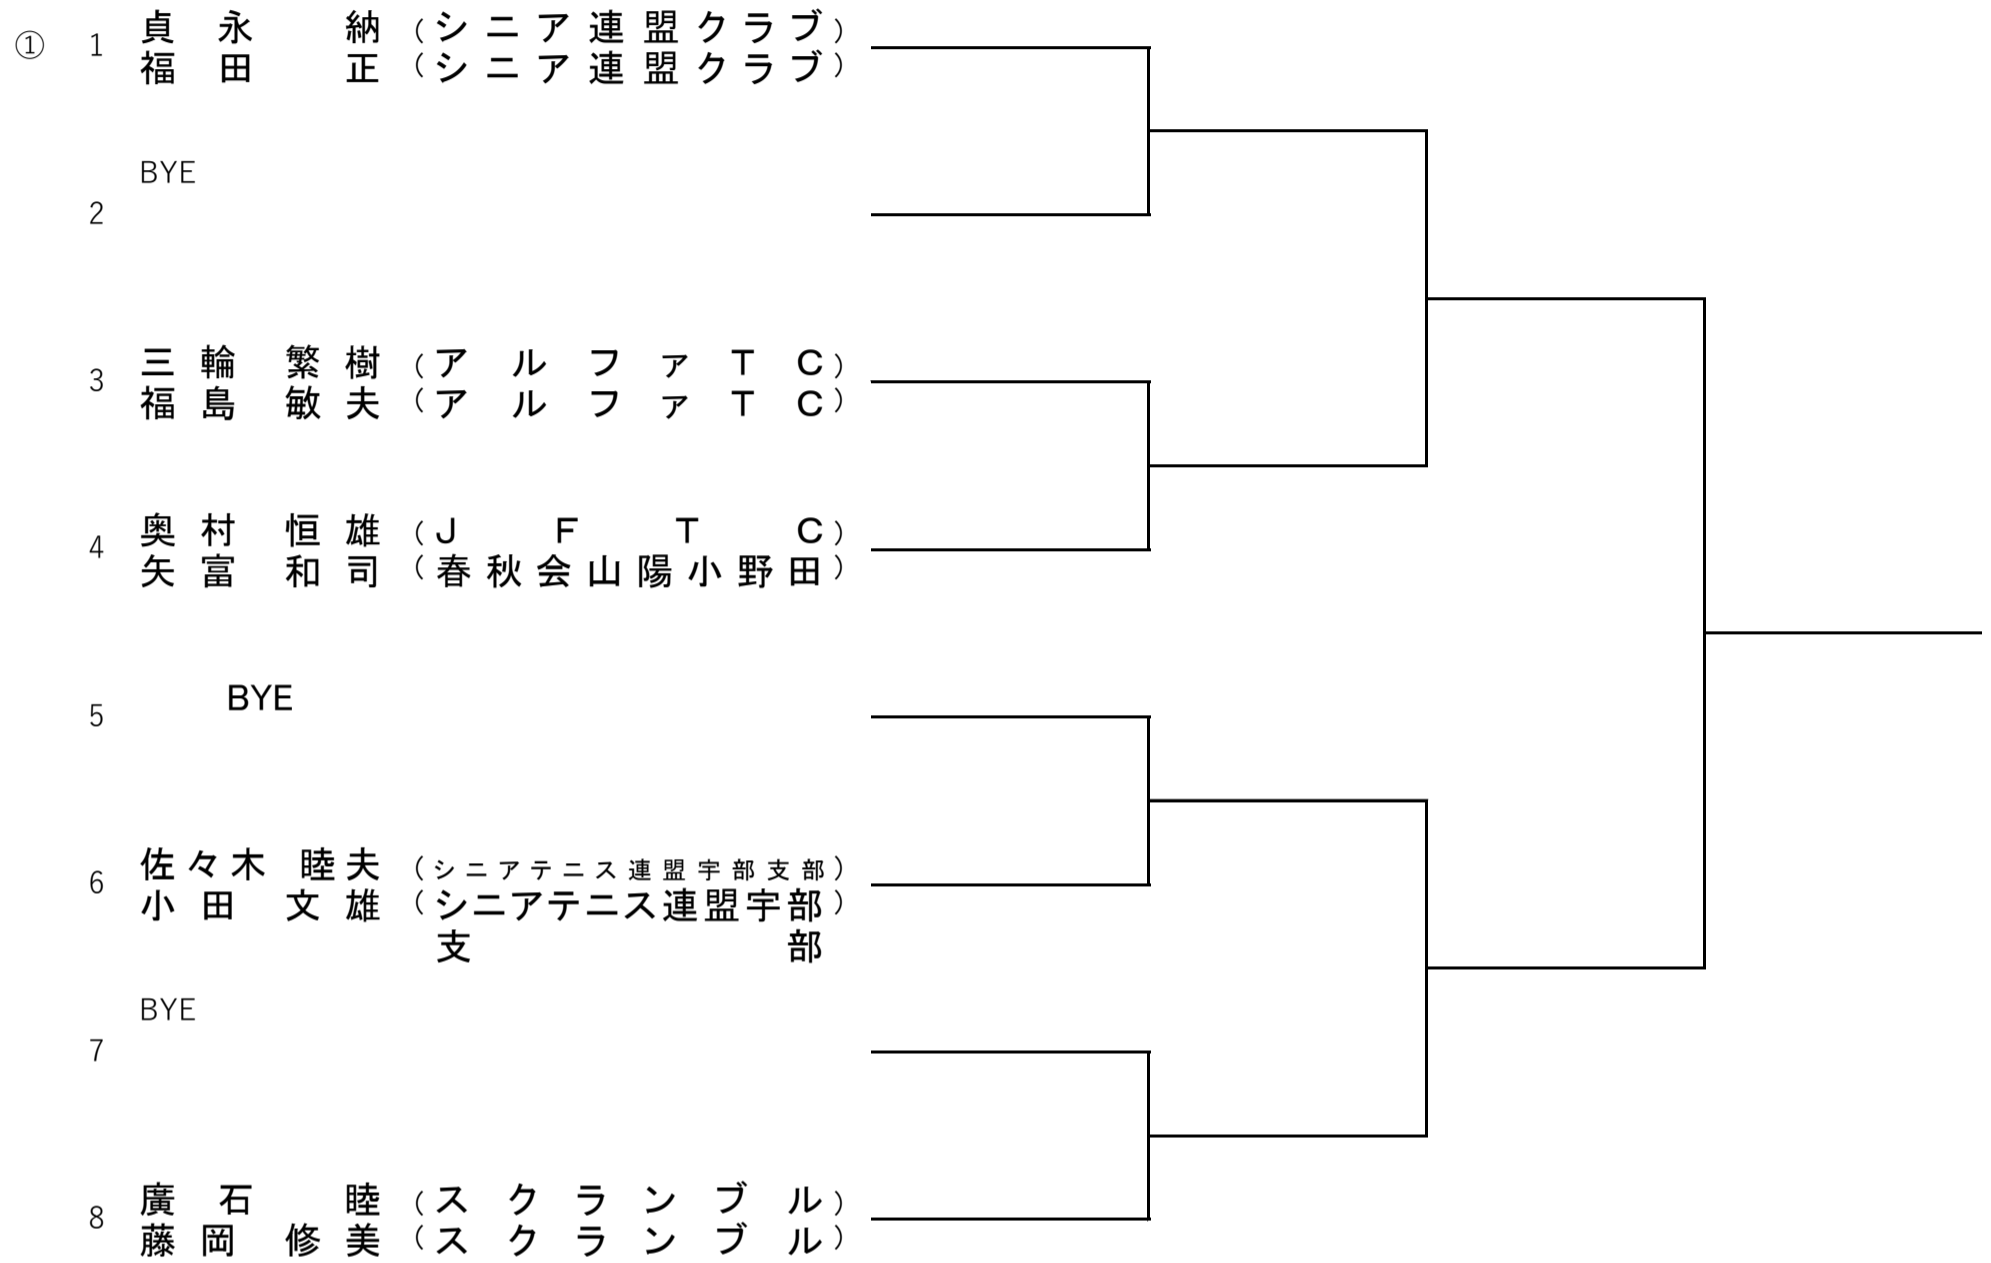 ① 1 貞永 納 (シニア連盟クラブ)
福田 正 (シニア連盟クラブ)
BYE
2
3 三輪 繁樹 (アルファTC)
福島 敏夫 (アルファTC)
4 奥村 恒雄 (JFTC)
矢富 和司 (春秋会山陽小野田)
BYE
5
6 佐々木 睦夫 (シニアテニス連盟宇部支部)
小田 文雄 (シニアテニス連盟宇部)
支部
BYE
7
8 廣石 睦 (スクランブル)
藤岡 修美 (スクランブル)